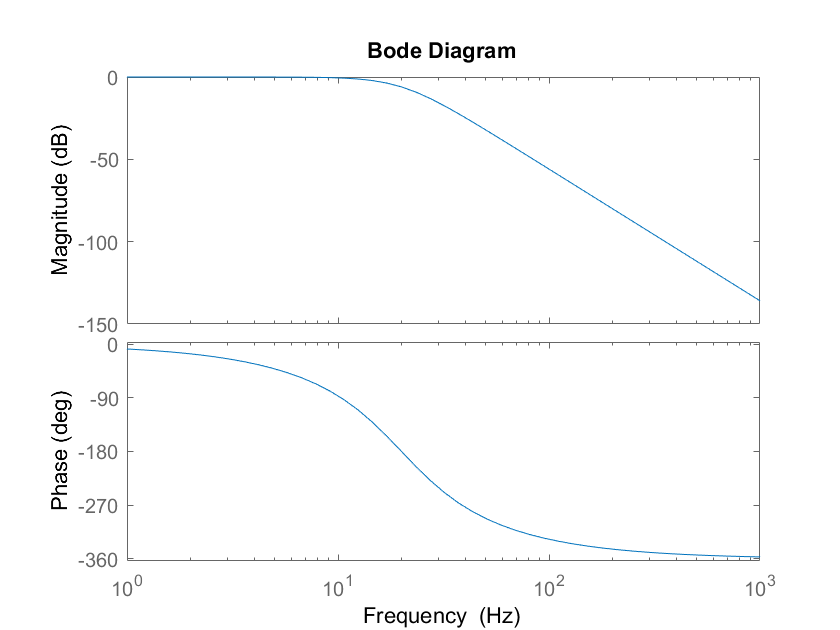 Bode Diagram
Magnitude (dB)
0
-50
-100
-150
Phase (deg)
0
-90
-180
-270
-360
10^0 10^1 10^2 10^3
Frequency (Hz)